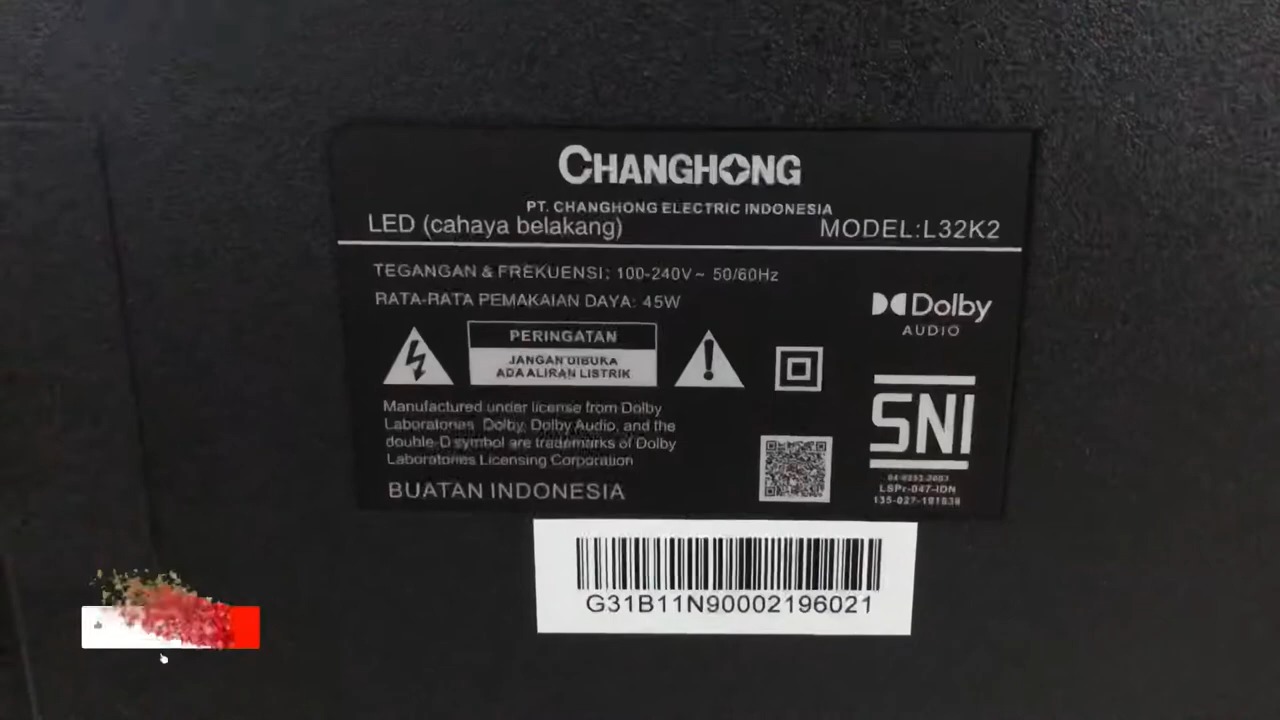 CHANGHONG
PT. CHANGHONG ELECTRIC INDONESIA
LED (cahaya belakang) MODEL:L32K2
TEGANGAN & FREKUENSI: 100-240V~ 50/60Hz
RATA-RATA PEMAKAIAN DAYA: 45W
Dolby
AUDIO
PERINGATAN
JANGAN DIBUKA
ADA ALIRAN LISTRIK
Manufactured under license from Dolby
Laboratories. Dolby, Dolby Audio, and the
double-D symbol are trademarks of Dolby
Laboratories Licensing Corporation
BUATAN INDONESIA
SNI
LSPr-047-IDN
G31B11N90002196021